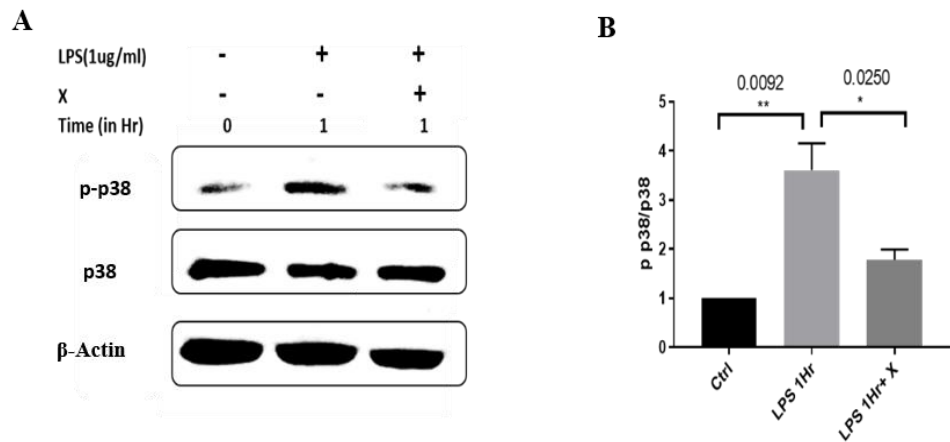 A
LPS(1ug/ml) - + +
X - - +
Time (in Hr) 0 1 1
p-p38
p38
β-Actin
B
0.0092 0.0250
** *
5
4
3
2
1
0
p p38/p38
Ctrl
LPS 1Hr
LPS 1Hr+ X